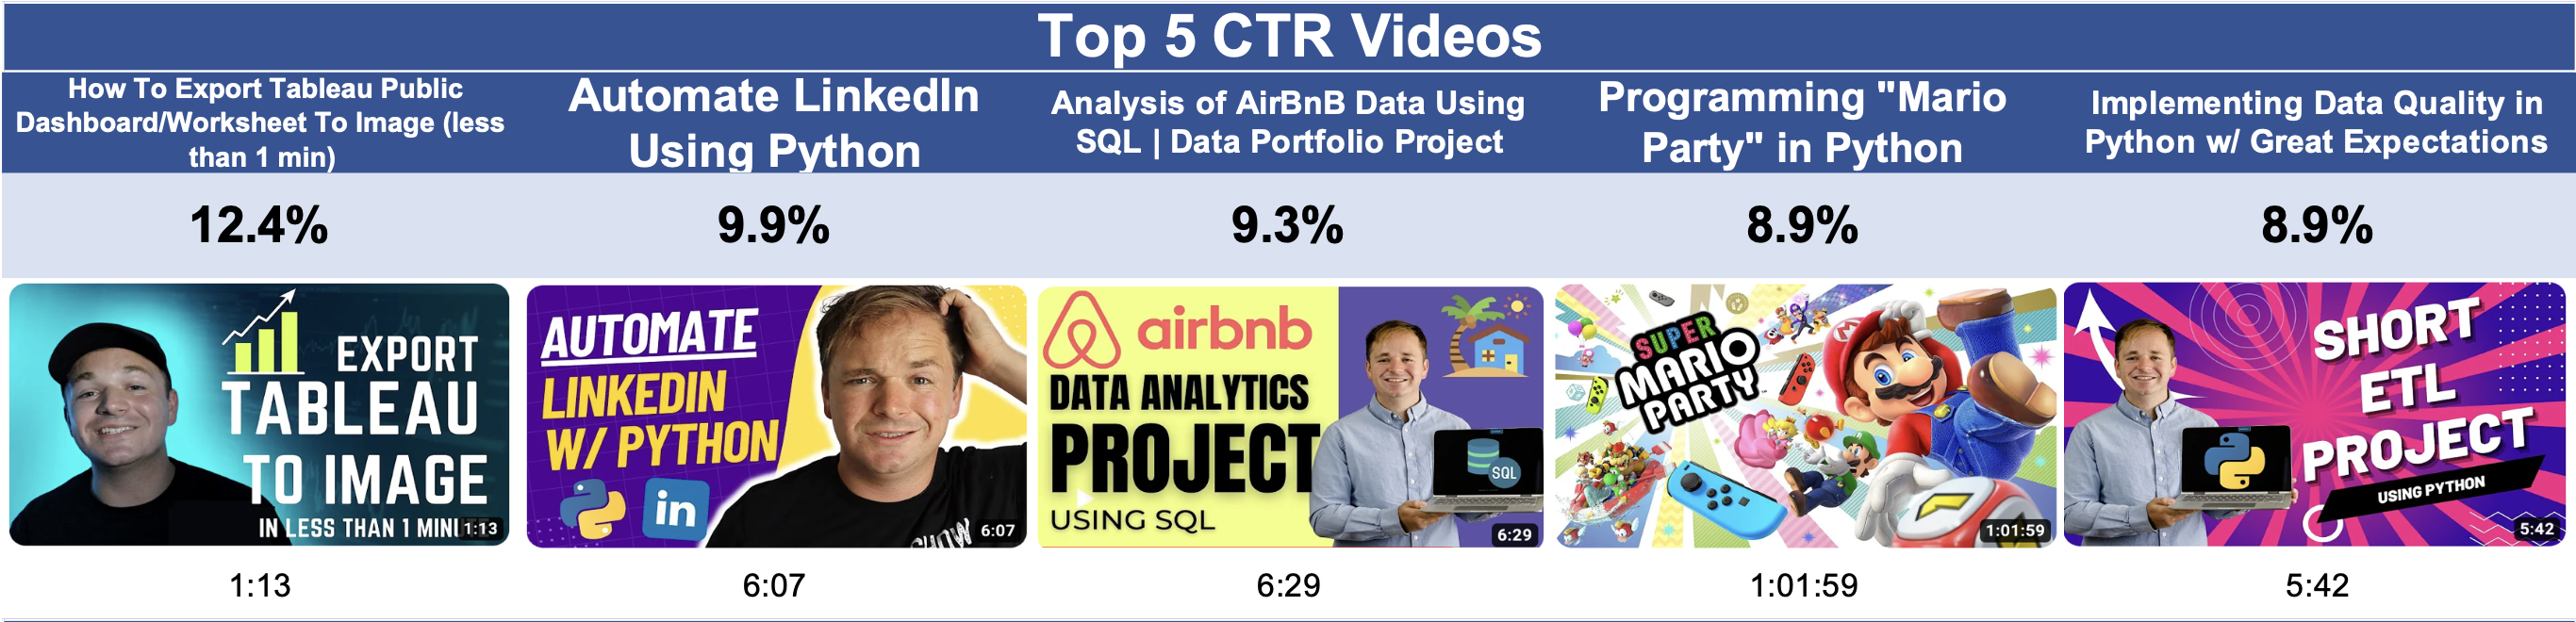 Top 5 CTR Videos
How To Export Tableau Public
Dashboard/Worksheet To Image (less
than 1 min)
Automate LinkedIn
Using Python
Analysis of AirBnB Data Using
SQL | Data Portfolio Project
Programming "Mario
Party" in Python
Implementing Data Quality in
Python w/ Great Expectations
12.4%
9.9%
9.3%
8.9%
8.9%
EXPORT
TABLEAU
TO IMAGE
IN LESS THAN 1 MINU
1:13
AUTOMATE
LINKEDIN
W/ PYTHON
in
6:07
airbnb
DATA ANALYTICS
PROJECT
USING SQL
SQL
6:29
SUPER
MARIO
PARTY
M
1:01:59
SHORT
ETL
PROJECT
USING PYTHON
5:42
1:13
6:07
6:29
1:01:59
5:42